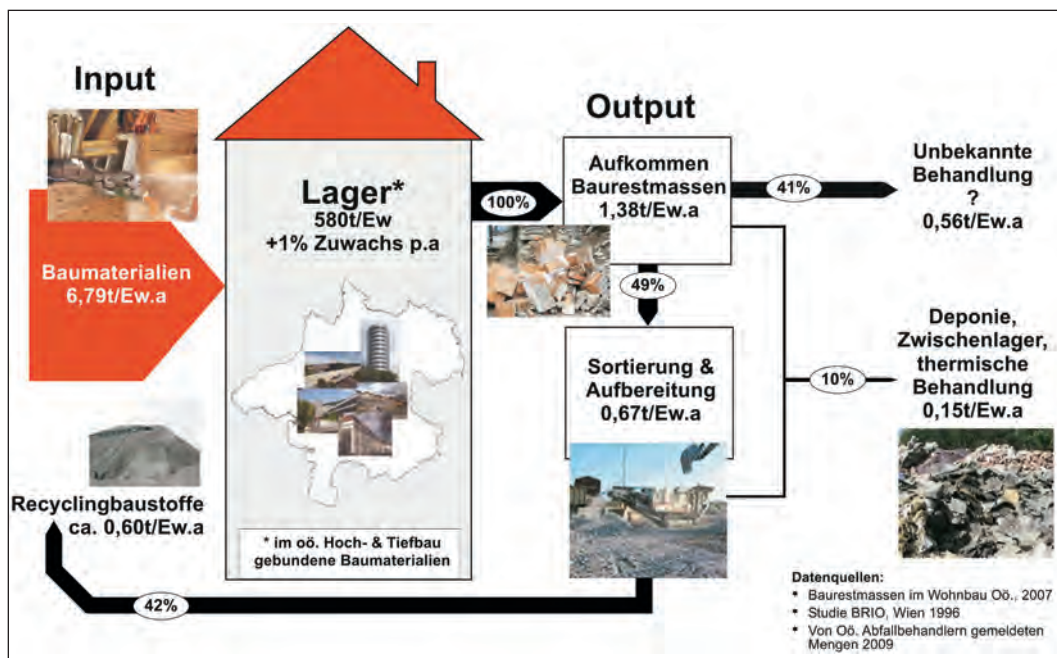 Input
Baumaterialien
6,79t/Ew.a
Recyclingbaustoffe
ca. 0,60t/Ew.a
42%
Lager*
580t/Ew
+1% Zuwachs p.a
* im oö. Hoch- & Tiefbau
gebundene Baumaterialien
100%
Output
Aufkommen
Baurestmassen
1,38t/Ew.a
41%
Unbekannte
Behandlung
?
0,56t/Ew.a
49%
Sortierung &
Aufbereitung
0,67t/Ew.a
10%
Deponie,
Zwischenlager,
thermische
Behandlung
0,15t/Ew.a
Datenquellen:
* Baurestmassen im Wohnbau Oö., 2007
* Studie BRIO, Wien 1996
* Von Oö. Abfallbehandlern gemeldeten
Mengen 2009